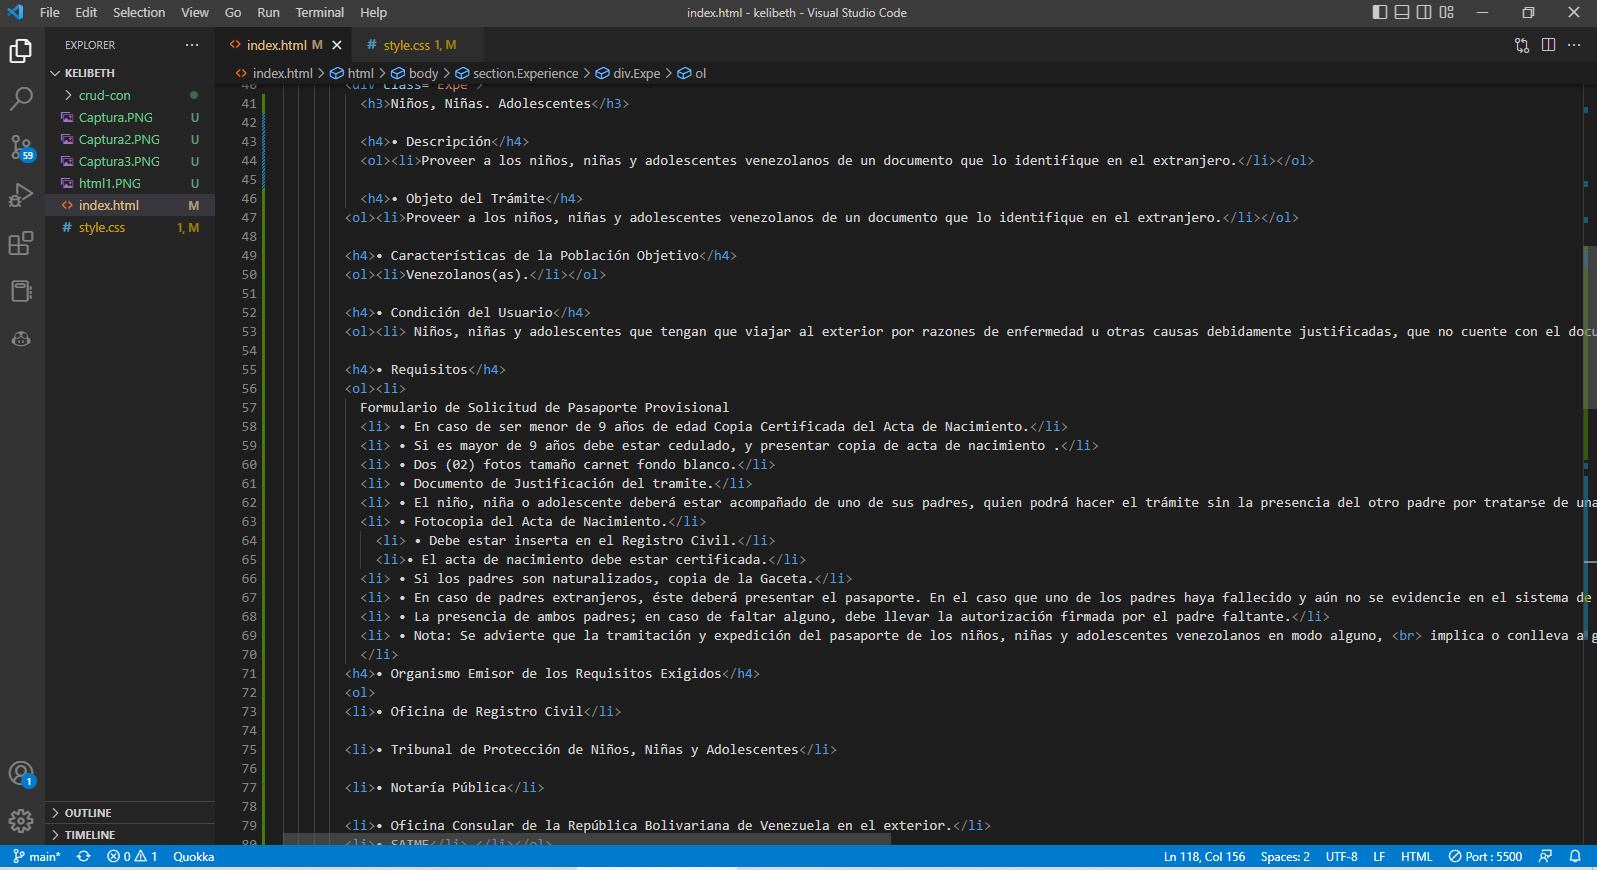 File Edit Selection View Go Run Terminal Help
index.html - kelibeth - Visual Studio Code
EXPLORER
KELIBETH
crud-con
Captura.PNG U
Captura2.PNG U
Captura3.PNG U
html1.PNG U
index.html M
style.css 1, M
OUTLINE
TIMELINE
59
1
index.html M
style.css 1, M
index.html > html > body > section.Experience > div.Expe > ol
40 <div class="Expe">
41 <h3>Niños, Niñas. Adolescentes</h3>
42
43 <h4>• Descripción</h4>
44 <ol><li>Proveer a los niños, niñas y adolescentes venezolanos de un documento que lo identifique en el extranjero.</li></ol>
45
46 <h4>• Objeto del Trámite</h4>
47 <ol><li>Proveer a los niños, niñas y adolescentes venezolanos de un documento que lo identifique en el extranjero.</li></ol>
48
49 <h4>• Características de la Población Objetivo</h4>
50 <ol><li>Venezolanos(as).</li></ol>
51
52 <h4>• Condición del Usuario</h4>
53 <ol><li> Niños, niñas y adolescentes que tengan que viajar al exterior por razones de enfermedad u otras causas debidamente justificadas, que no cuente con el docu
54
55 <h4>• Requisitos</h4>
56 <ol><li>
57 Formulario de Solicitud de Pasaporte Provisional
58 <li> • En caso de ser menor de 9 años de edad Copia Certificada del Acta de Nacimiento.</li>
59 <li> • Si es mayor de 9 años debe estar cedulado, y presentar copia de acta de nacimiento .</li>
60 <li> • Dos (02) fotos tamaño carnet fondo blanco.</li>
61 <li> • Documento de Justificación del tramite.</li>
62 <li> • El niño, niña o adolescente deberá estar acompañado de uno de sus padres, quien podrá hacer el trámite sin la presencia del otro padre por tratarse de una
63 <li> • Fotocopia del Acta de Nacimiento.</li>
64 <li> • Debe estar inserta en el Registro Civil.</li>
65 <li>• El acta de nacimiento debe estar certificada.</li>
66 <li> • Si los padres son naturalizados, copia de la Gaceta.</li>
67 <li> • En caso de padres extranjeros, éste deberá presentar el pasaporte. En el caso que uno de los padres haya fallecido y aún no se evidencie en el sistema de
68 <li> • La presencia de ambos padres; en caso de faltar alguno, debe llevar la autorización firmada por el padre faltante.</li>
69 <li> • Nota: Se advierte que la tramitación y expedición del pasaporte de los niños, niñas y adolescentes venezolanos en modo alguno, <br> implica o conlleva a g
70 </li>
71 <h4>• Organismo Emisor de los Requisitos Exigidos</h4>
72 <ol>
73 <li>• Oficina de Registro Civil</li>
74
75 <li>• Tribunal de Protección de Niños, Niñas y Adolescentes</li>
76
77 <li>• Notaría Pública</li>
78
79 <li>• Oficina Consular de la República Bolivariana de Venezuela en el exterior.</li>
80 <li>• SAIME</li> </li></ol>
main* 0 1 Quokka Ln 118, Col 156 Spaces: 2 UTF-8 LF HTML Port : 5500